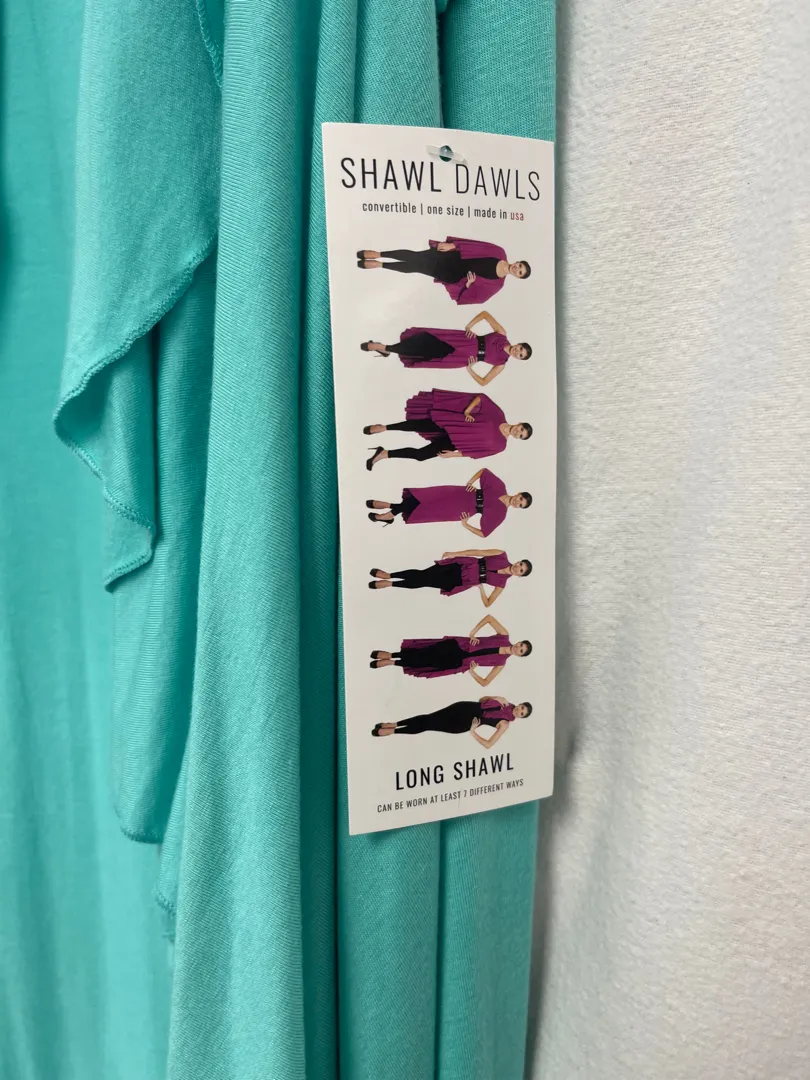 SHAWL DAWLS
convertible | one size | made in usa
LONG SHAWL
CAN BE WORN AT LEAST 7 DIFFERENT WAYS